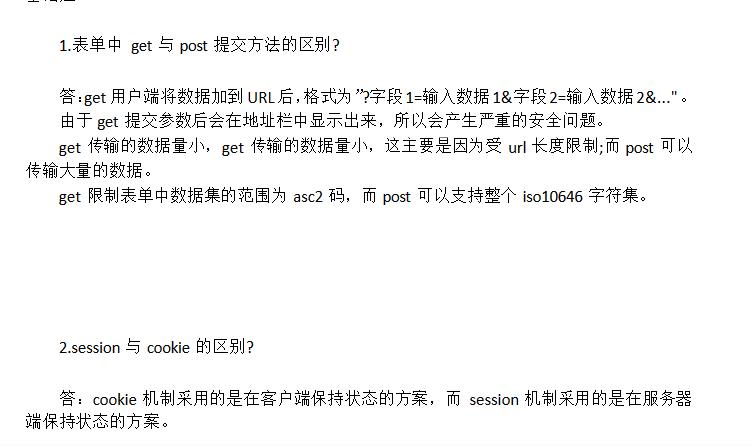 1.表单中 get 与 post 提交方法的区别?
答:get 用户端将数据加到 URL 后,格式为”?字段1=输入数据1&字段2=输入数据2&..."。
由于 get 提交参数后会在地址栏中显示出来，所以会产生严重的安全问题。
get 传输的数据量小，get 传输的数据量小，这主要是因为受 url 长度限制;而 post 可以
传输大量的数据。
get 限制表单中数据集的范围为 asc2 码，而 post 可以支持整个 iso10646 字符集。
2.session 与 cookie 的区别?
答：cookie 机制采用的是在客户端保持状态的方案，而 session 机制采用的是在服务器
端保持状态的方案。